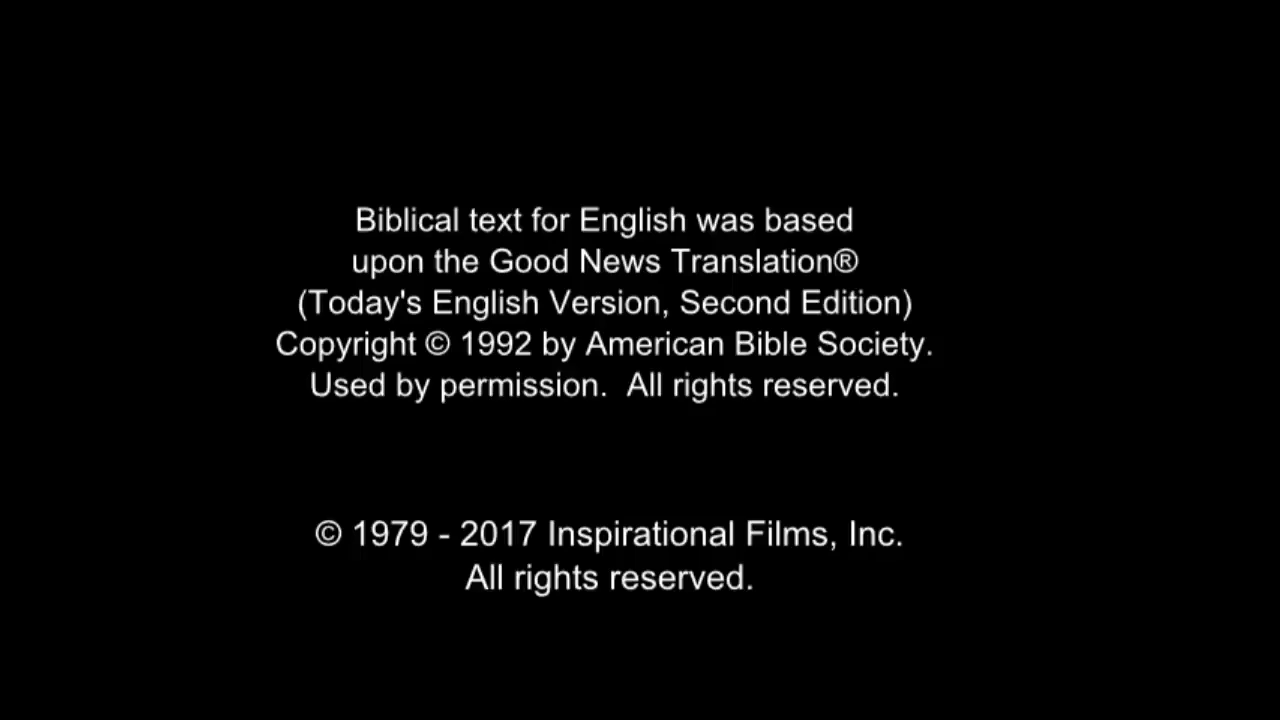 Biblical text for English was based
upon the Good News Translation®
(Today's English Version, Second Edition)
Copyright © 1992 by American Bible Society.
Used by permission.  All rights reserved.
© 1979 - 2017 Inspirational Films, Inc.
All rights reserved.